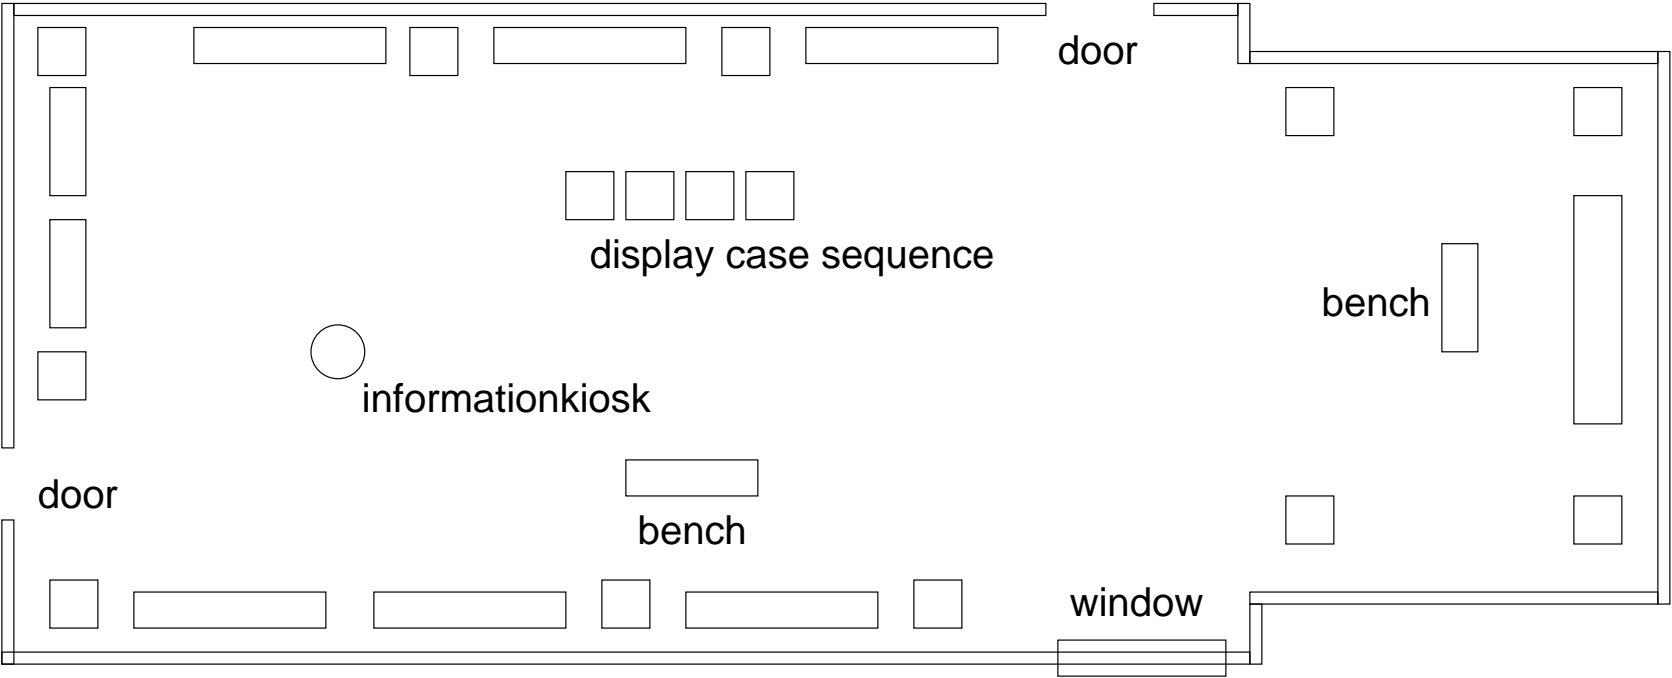 door
display case sequence
bench
informationkiosk
door
bench
window